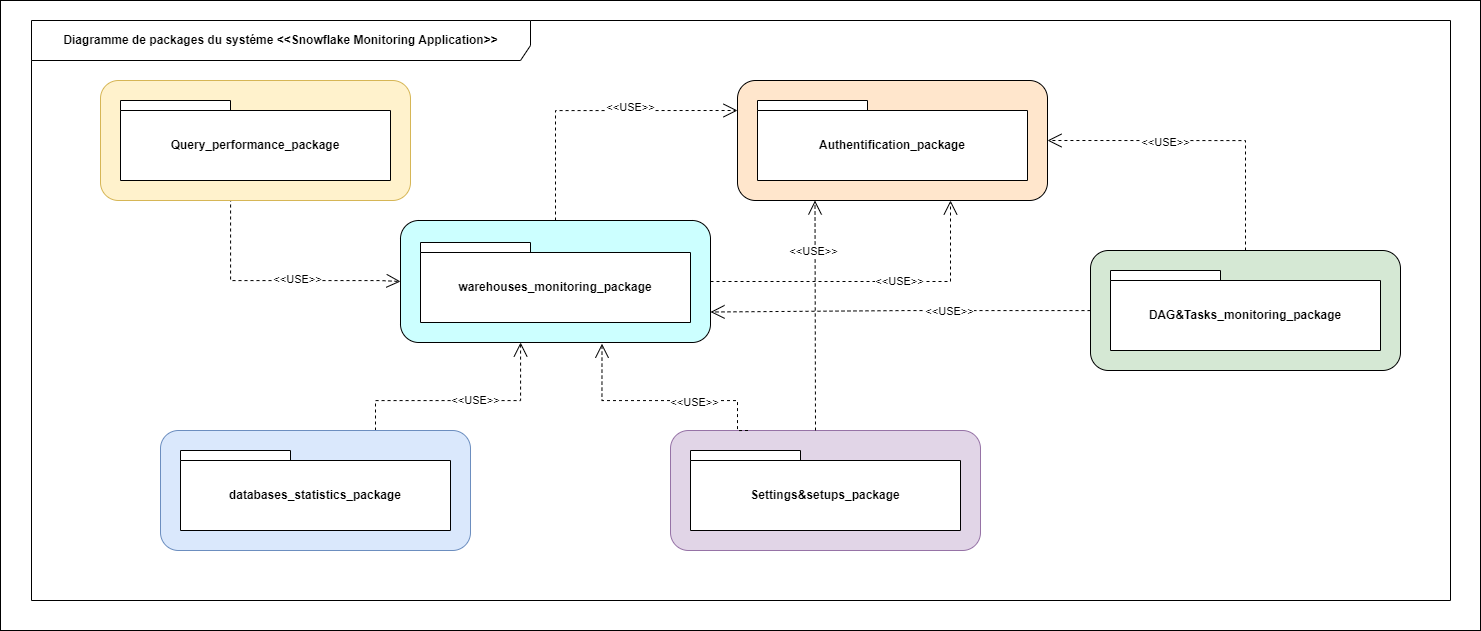 Diagramme de packages du systéme <<Snowflake Monitoring Application>>
Query_performance_package
<<USE>>
Authentification_package
<<USE>>
<<USE>>
<<USE>>
warehouses_monitoring_package
<<USE>>
<<USE>>
DAG&Tasks_monitoring_package
<<USE>>
<<USE>>
databases_statistics_package
Settings&setups_package